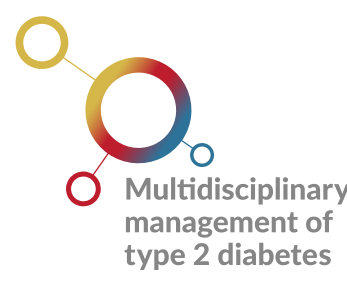 Multidisciplinary
management of
type 2 diabetes